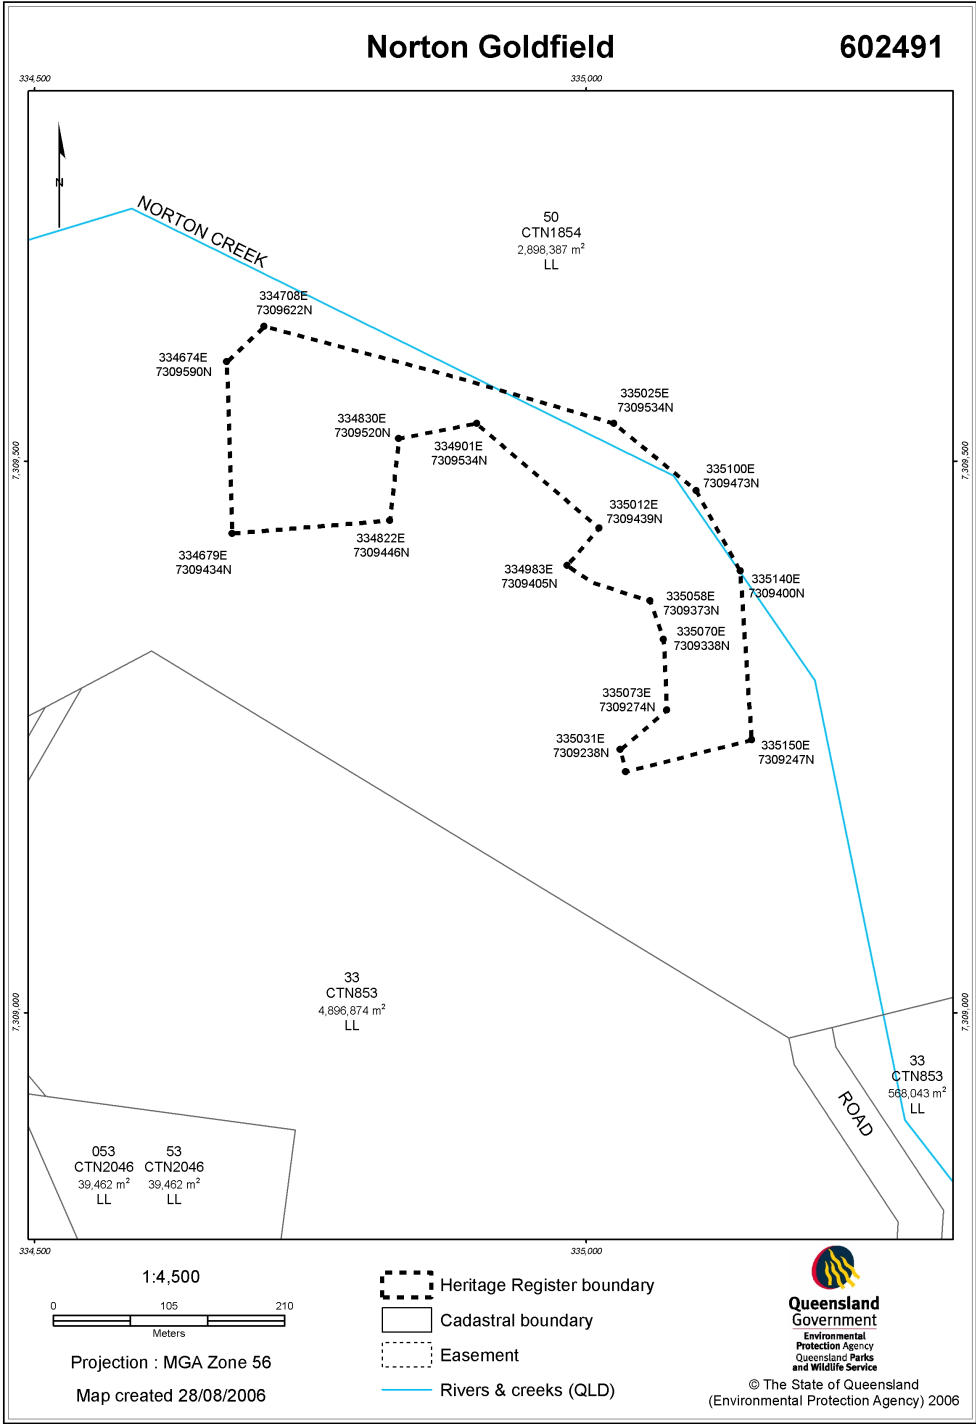 Norton Goldfield
602491
334,500
335,000
N
NORTON CREEK
50
CTN1854
2,898,387 m²
LL
334708E
7309622N
334674E
7309590N
335025E
7309534N
334830E
7309520N
334901E
7309534N
7,309,500
7,309,500
335100E
7309473N
335012E
7309439N
334822E
7309446N
334679E
7309434N
334983E
7309405N
335140E
7309400N
335058E
7309373N
335070E
7309338N
335073E
7309274N
335031E
7309238N
335150E
7309247N
33
CTN853
4,896,874 m²
LL
7,309,000
7,309,000
33
CTN853
568,043 m²
LL
ROAD
053
CTN2046
39,462 m²
LL
53
CTN2046
39,462 m²
LL
334,500
335,000
1:4,500
0 105 210
Meters
Projection : MGA Zone 56
Map created 28/08/2006
Heritage Register boundary
Cadastral boundary
Easement
Rivers & creeks (QLD)
Queensland
Government
Environmental
Protection Agency
Queensland Parks
and Wildlife Service
© The State of Queensland
(Environmental Protection Agency) 2006